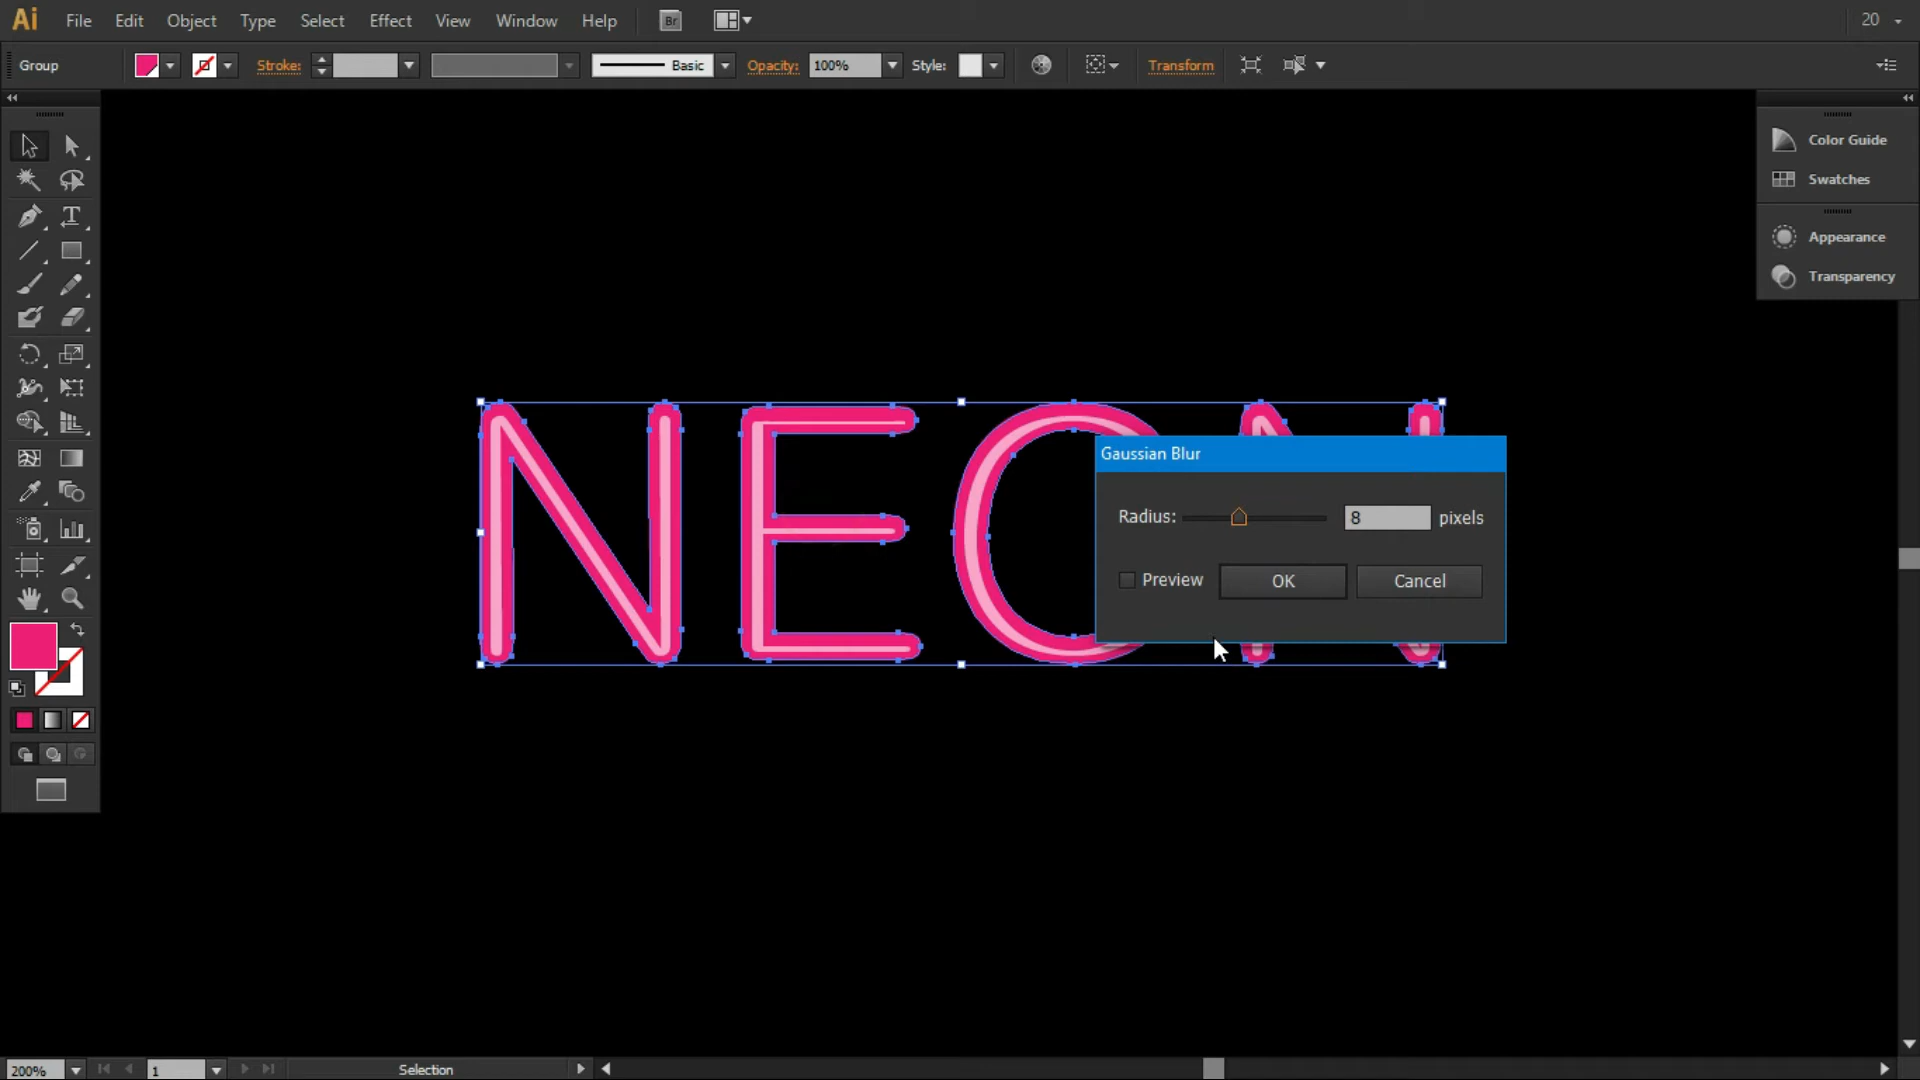 Ai File Edit Object Type Select Effect View Window Help Br 20
Group Stroke: Basic Opacity: 100% Style: Transform
Color Guide
Swatches
Appearance
Transparency
NEON
Gaussian Blur
Radius: 8 pixels
Preview OK Cancel
200% 1 Selection